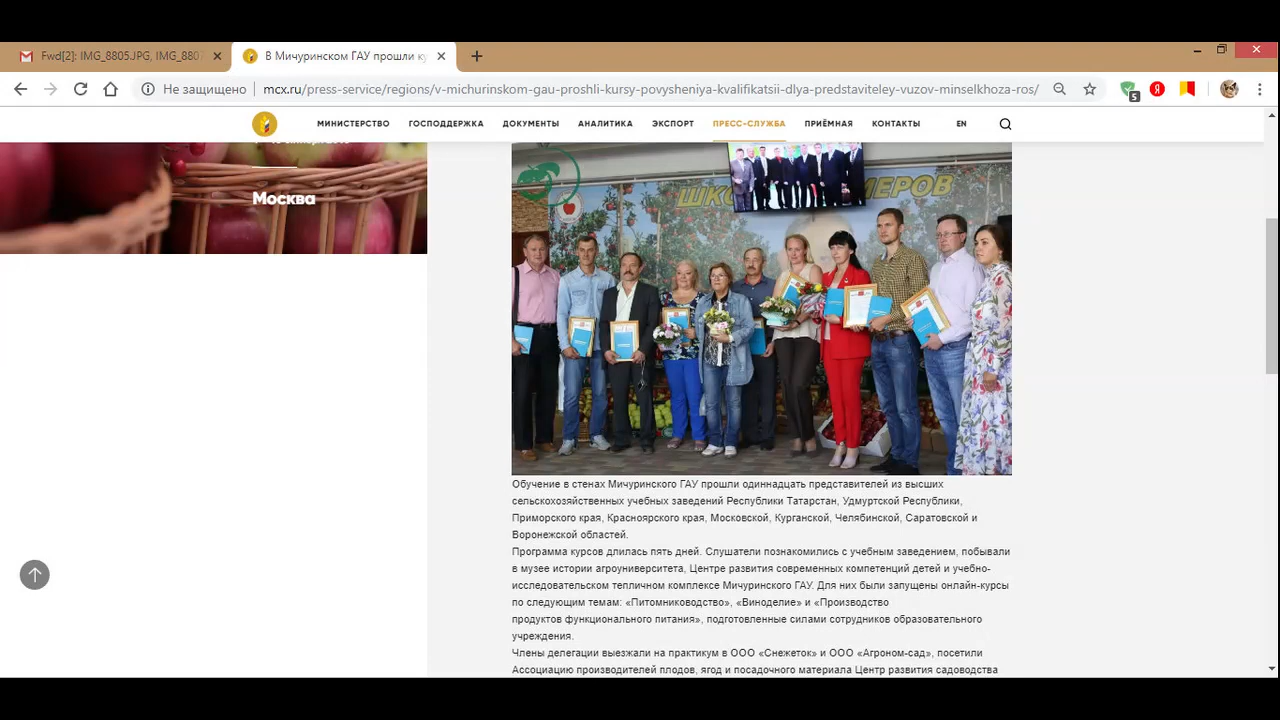 Fwd[2]: IMG_8805.JPG, IMG_880
В Мичуринском ГАУ прошли ку
Не защищено
mcx.ru/press-service/regions/v-michurinskom-gau-proshli-kursy-povysheniya-kvalifikatsii-dlya-predstaviteley-vuzov-minselkhoza-ros/
5
Я
МИНИСТЕРСТВО ГОСПОДДЕРЖКА ДОКУМЕНТЫ АНАЛИТИКА ЭКСПОРТ ПРЕСС-СЛУЖБА ПРИЁМНАЯ КОНТАКТЫ EN
Москва
Обучение в стенах Мичуринского ГАУ прошли одиннадцать представителей из высших
сельскохозяйственных учебных заведений Республики Татарстан, Удмуртской Республики,
Приморского края, Красноярского края, Московской, Курганской, Челябинской, Саратовской и
Воронежской областей.
Программа курсов длилась пять дней. Слушатели познакомились с учебным заведением, побывали
в музее истории агроуниверситета, Центре развития современных компетенций детей и учебно-
исследовательском тепличном комплексе Мичуринского ГАУ. Для них были запущены онлайн-курсы
по следующим темам: «Питомниководство», «Виноделие» и «Производство
продуктов функционального питания», подготовленные силами сотрудников образовательного
учреждения.
Члены делегации выезжали на практикум в ООО «Снежеток» и ООО «Агроном-сад», посетили
Ассоциацию производителей плодов, ягод и посадочного материала Центр развития садоводства